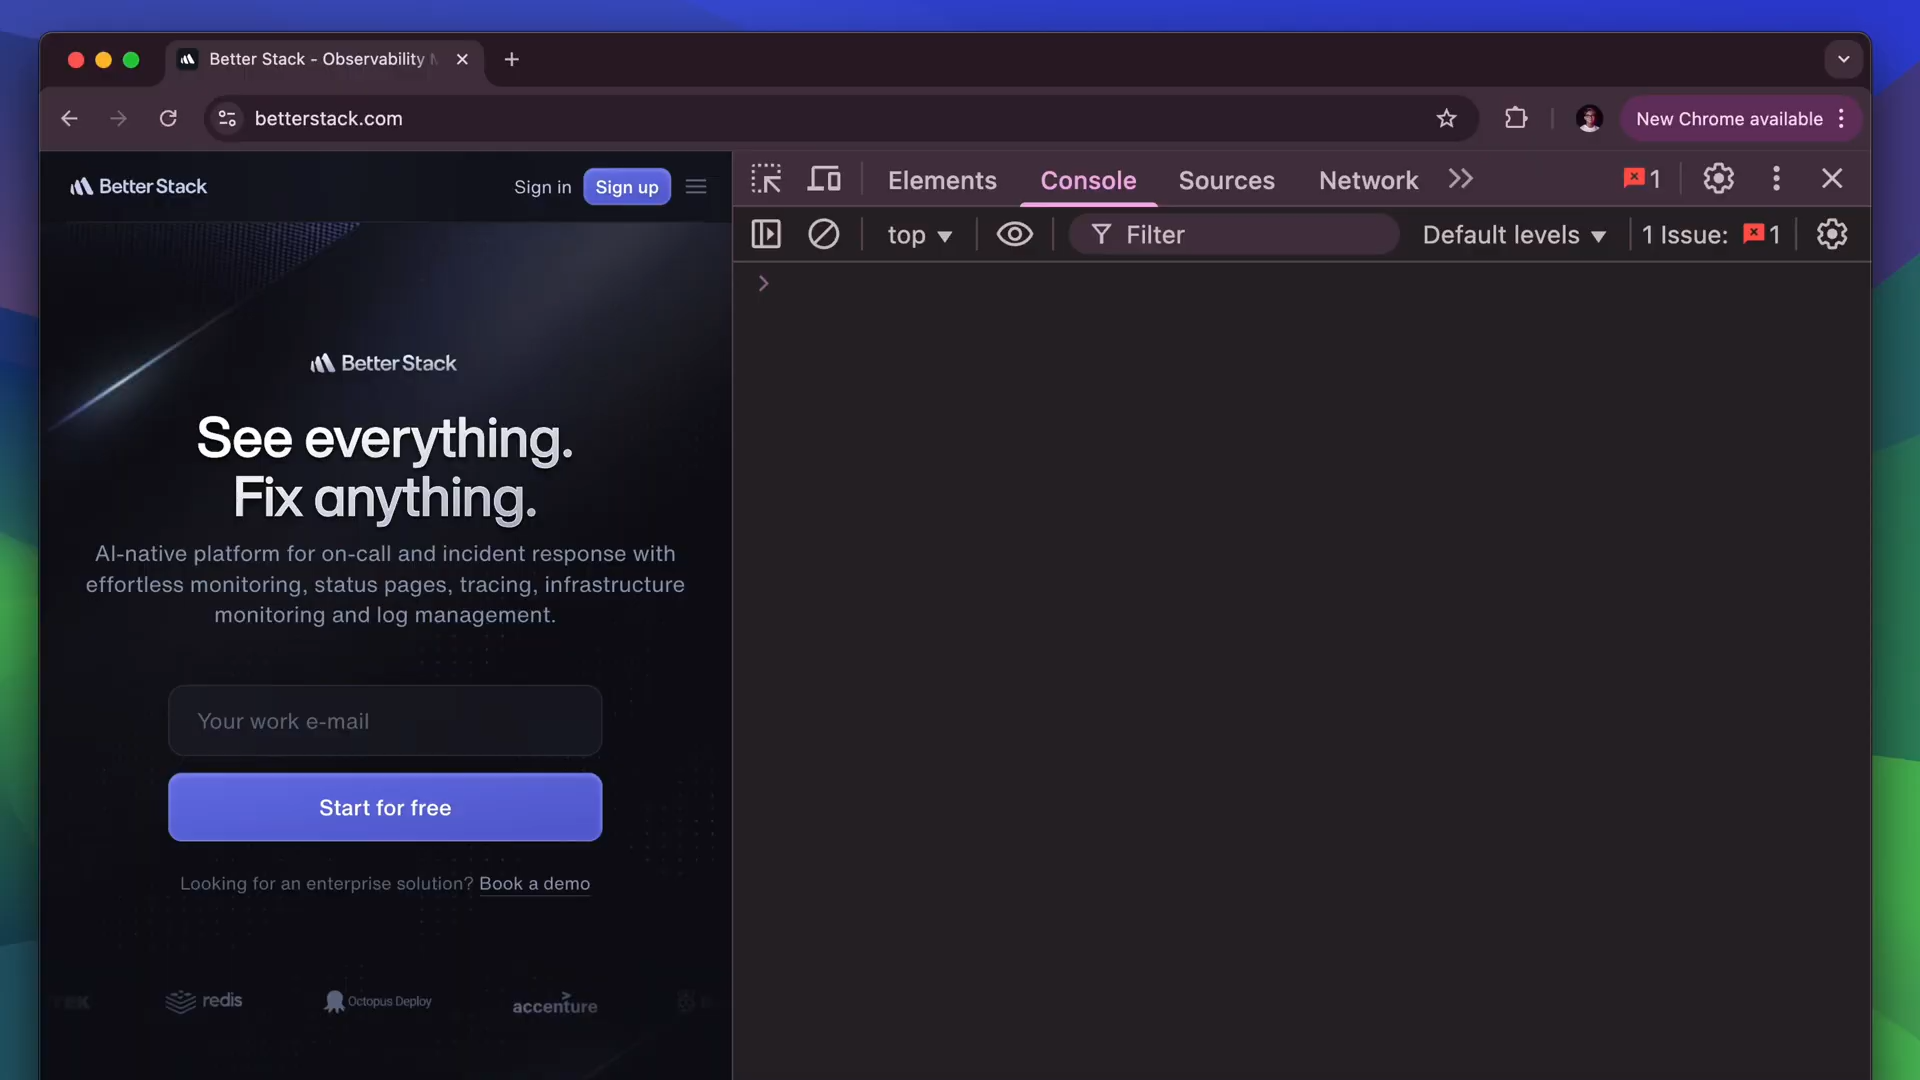 Better Stack - Observability
betterstack.com
New Chrome available
Better Stack
Sign in
Sign up
Elements
Console
Sources
Network
1
top
Filter
Default levels
1 Issue:
1
Better Stack
See everything.
Fix anything.
AI-native platform for on-call and incident response with
effortless monitoring, status pages, tracing, infrastructure
monitoring and log management.
Your work e-mail
Start for free
Looking for an enterprise solution? Book a demo
redis
Octopus Deploy
accenture